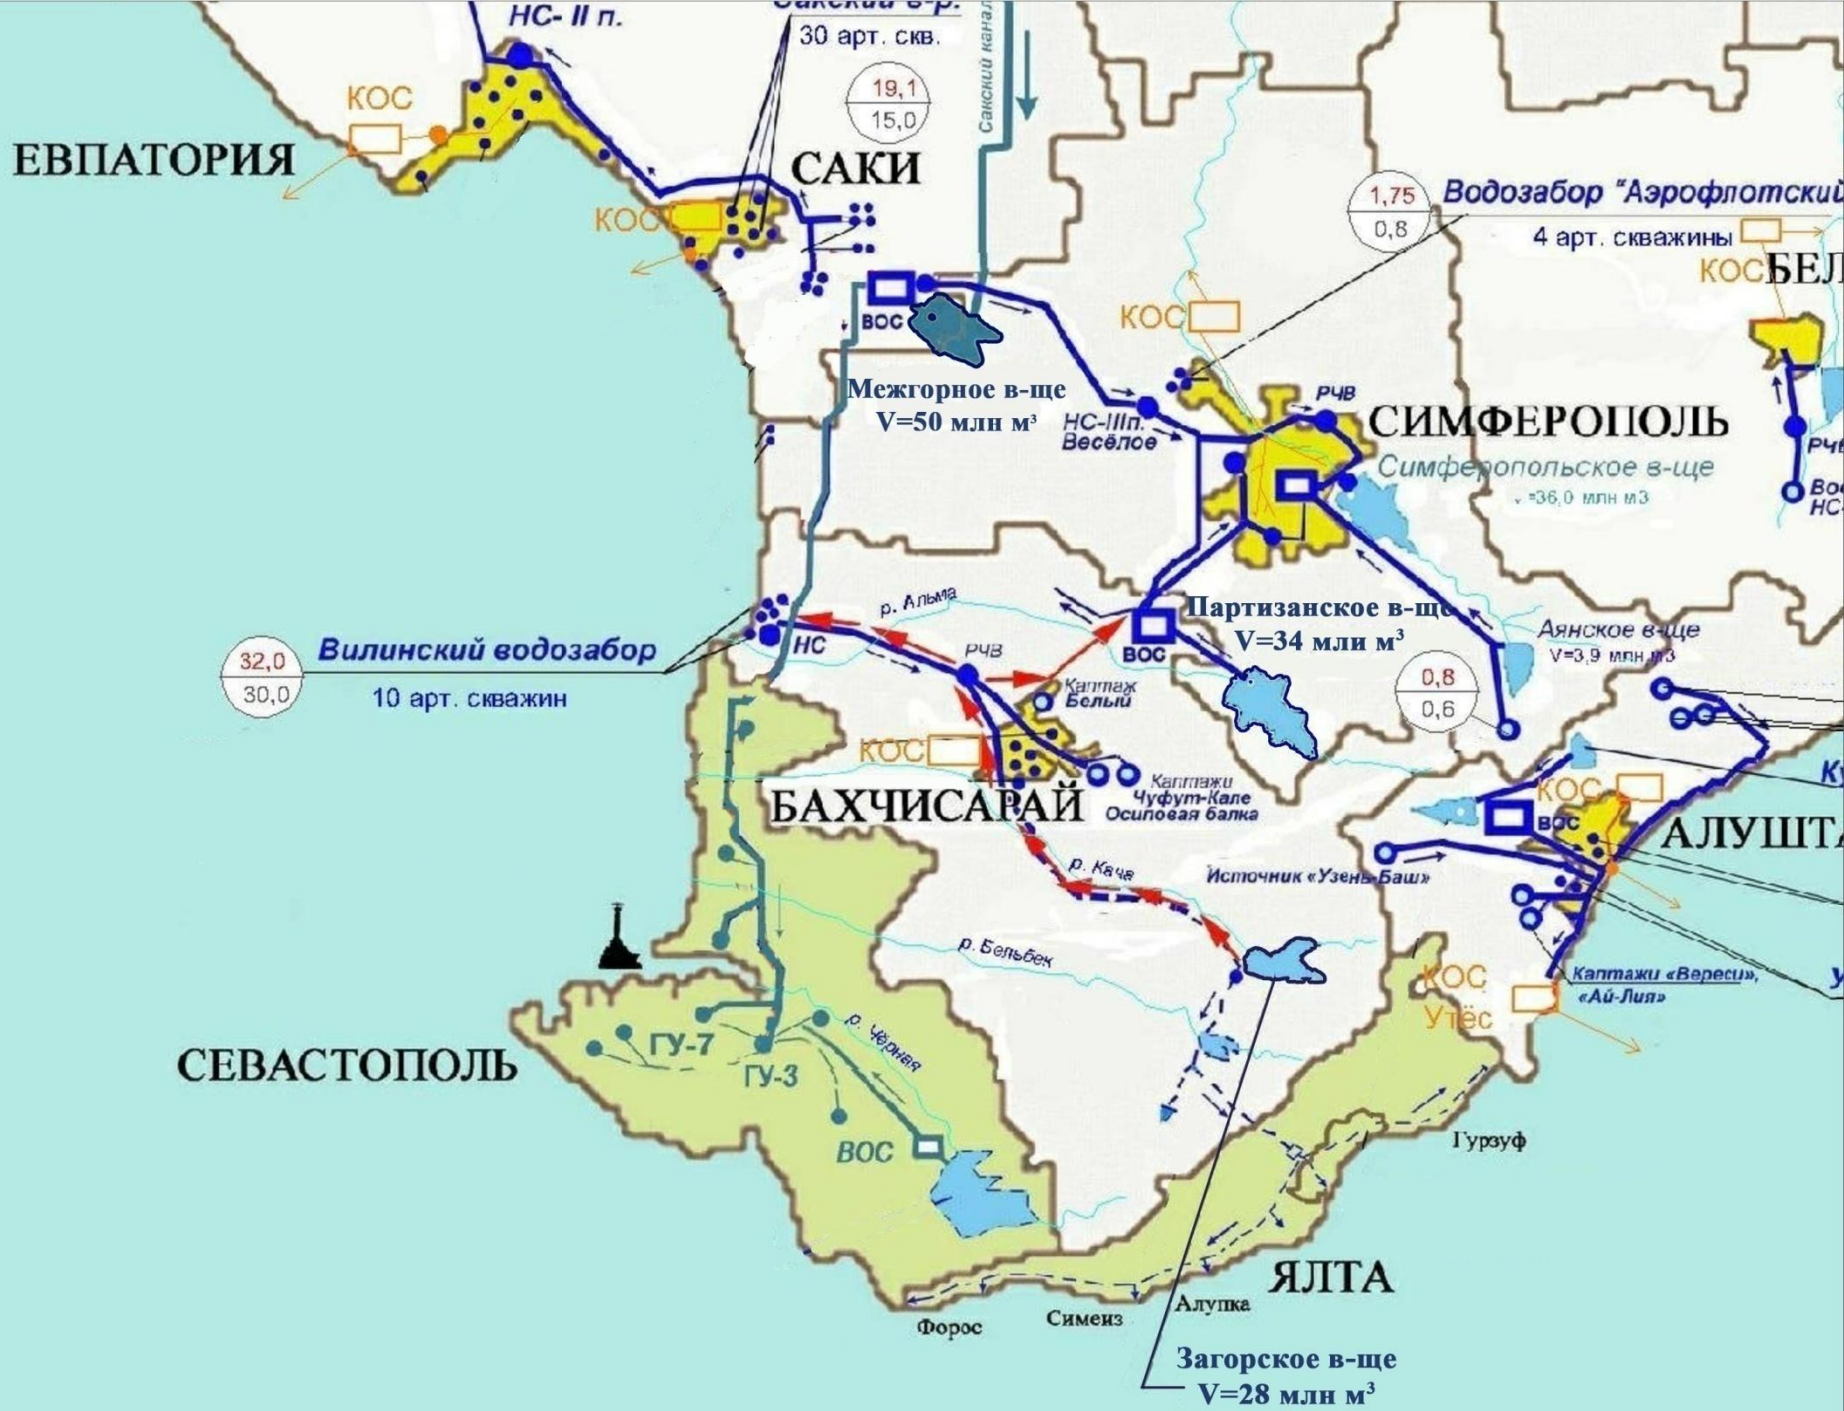 НС- II п.
Сакский в-р.
30 арт. скв.
19,1
15,0
Сакский канал
КОС
ЕВПАТОРИЯ
САКИ
КОС
1,75
0,8
Водозабор "Аэрофлотский
4 арт. скважины
КОС
БЕЛ
ВОС
КОС
Межгорное в-ще
V=50 млн м³
НС-IIIп.
Весёлое
РЧВ
СИМФЕРОПОЛЬ
Симферопольское в-ще
=36,0 млн м3
РЧВ
НС-
р. Альма
Партизанское в-ще
V=34 мли м³
Аянское в-ще
V=3,9 млн м3
32,0
30,0
Вилинский водозабор
10 арт. скважин
НС
РЧВ
ВОС
Каптаж
Белый
0,8
0,6
КОС
БАХЧИСАРАЙ
Каптажи
Чуфут-Кале
Осиповая балка
КОС
ВОС
АЛУШТА
р. Кача
Источник «Узень-Баш»
р. Бельбек
Каптажи «Вереси»,
«Ай-Лия»
КОС
Утёс
СЕВАСТОПОЛЬ
ГУ-7
ГУ-3
р. Чёрная
ВОС
Гурзуф
ЯЛТА
Алупка
Симеиз
Форос
Загорское в-ще
V=28 млн м³